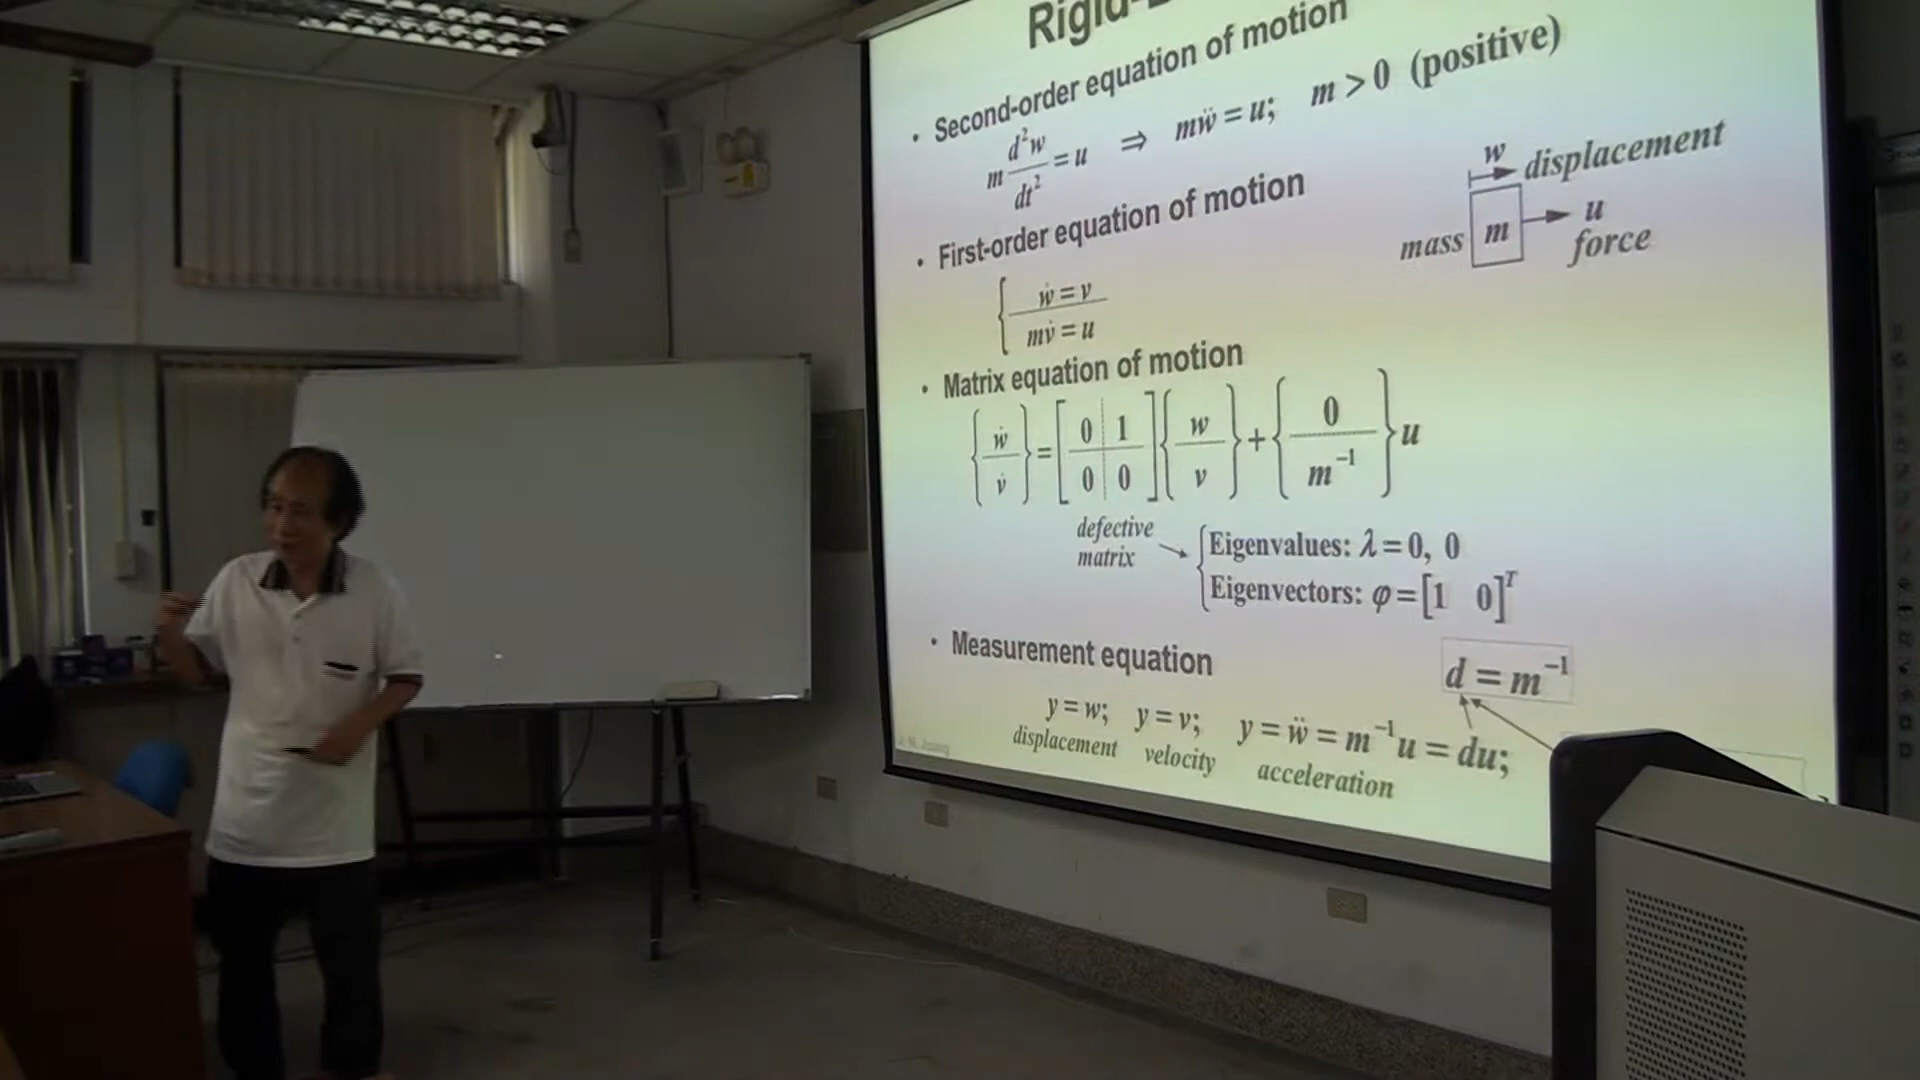 Rigid-
• Second-order equation of motion
m d²w/dt² = u ⇒ mẅ = u; m > 0 (positive)
w displacement
mass m u force
• First-order equation of motion
{ ẇ = v
mv̇ = u
• Matrix equation of motion
{ẇ / v̇} = [0 1 / 0 0] {w / v} + {0 / m⁻¹} u
defective matrix
Eigenvalues: λ = 0, 0
Eigenvectors: φ = [1 0]ᵀ
• Measurement equation
d = m⁻¹
y = w; y = v; y = ẅ = m⁻¹u = du;
displacement velocity acceleration
J. N. Juang